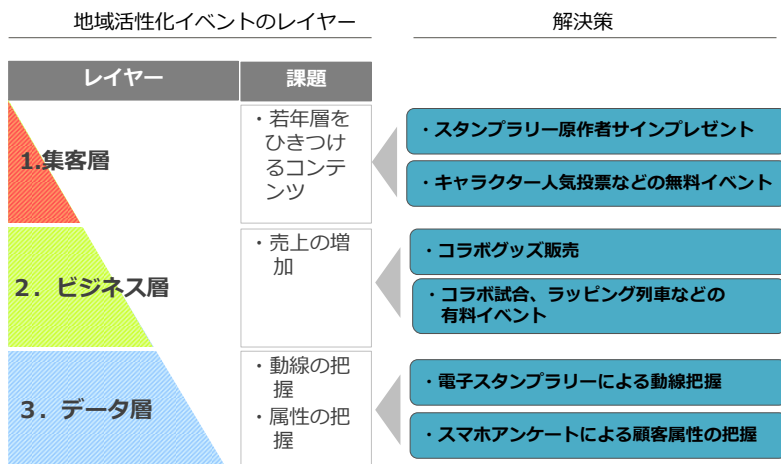 地域活性化イベントのレイヤー
解決策
レイヤー
課題
1.集客層
・若年層を
ひきつけ
るコンテ
ンツ
・スタンプラリー原作者サインプレゼント
・キャラクター人気投票などの無料イベント
2．ビジネス層
・売上の増
加
・コラボグッズ販売
・コラボ試合、ラッピング列車などの
有料イベント
3．データ層
・動線の把
握
・属性の把
握
・電子スタンプラリーによる動線把握
・スマホアンケートによる顧客属性の把握